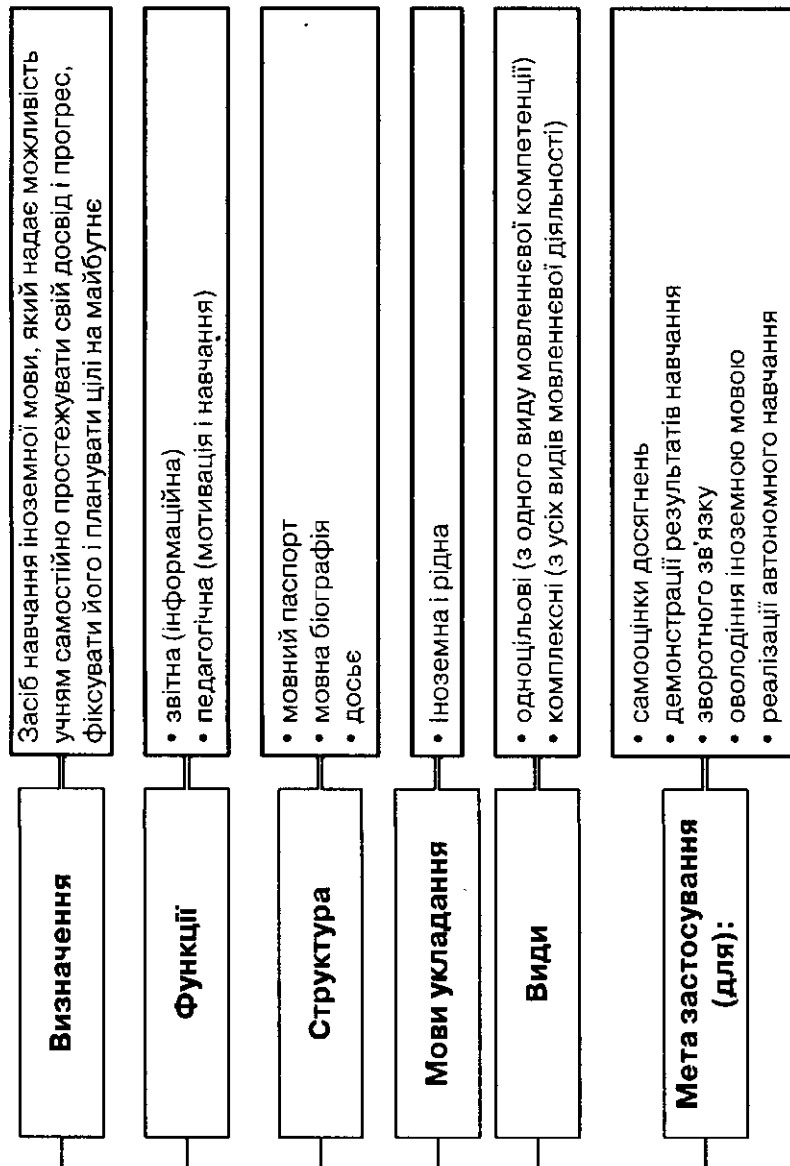 Визначення
Засіб навчання іноземної мови, який надає можливість
учням самостійно простежувати свій досвід і прогрес,
фіксувати його і планувати цілі на майбутнє
Функції
• звітна (інформаційна)
• педагогічна (мотивація і навчання)
Структура
• мовний паспорт
• мовна біографія
• досьє
Мови укладання
• Іноземна і рідна
Види
• одноцільові (з одного виду мовленнєвої компетенції)
• комплексні (з усіх видів мовленнєвої діяльності)
Мета застосування
(для):
• самооцінки досягнень
• демонстрації результатів навчання
• зворотного зв'язку
• оволодіння іноземною мовою
• реалізації автономного навчання